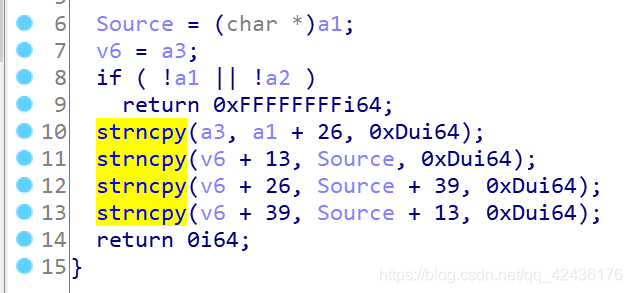 6 Source = (char *)a1;
7 v6 = a3;
8 if ( !a1 || !a2 )
9 return 0xFFFFFFFFi64;
10 strncpy(a3, a1 + 26, 0xDui64);
11 strncpy(v6 + 13, Source, 0xDui64);
12 strncpy(v6 + 26, Source + 39, 0xDui64);
13 strncpy(v6 + 39, Source + 13, 0xDui64);
14 return 0i64;
15 }
https://blog.csdn.net/qq_42436176